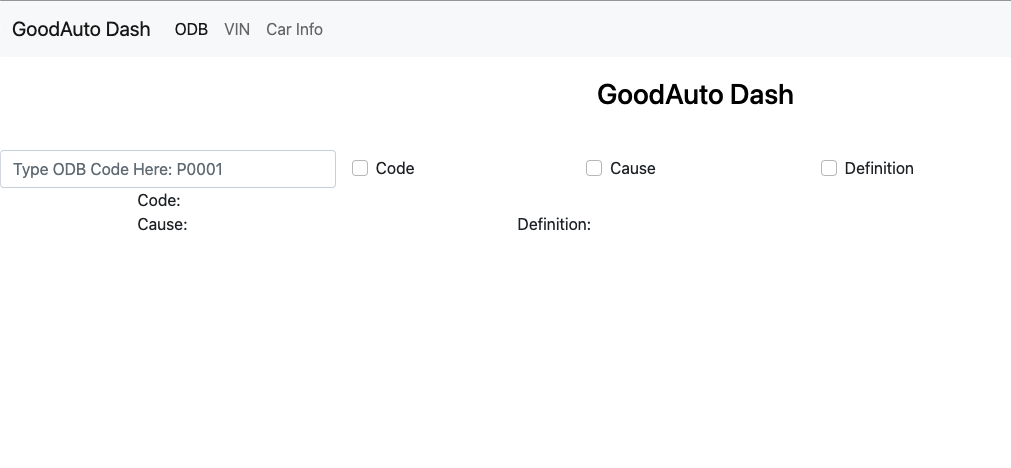 GoodAuto Dash ODB VIN Car Info
GoodAuto Dash
Type ODB Code Here: P0001 Code Cause Definition
Code:
Cause: Definition: